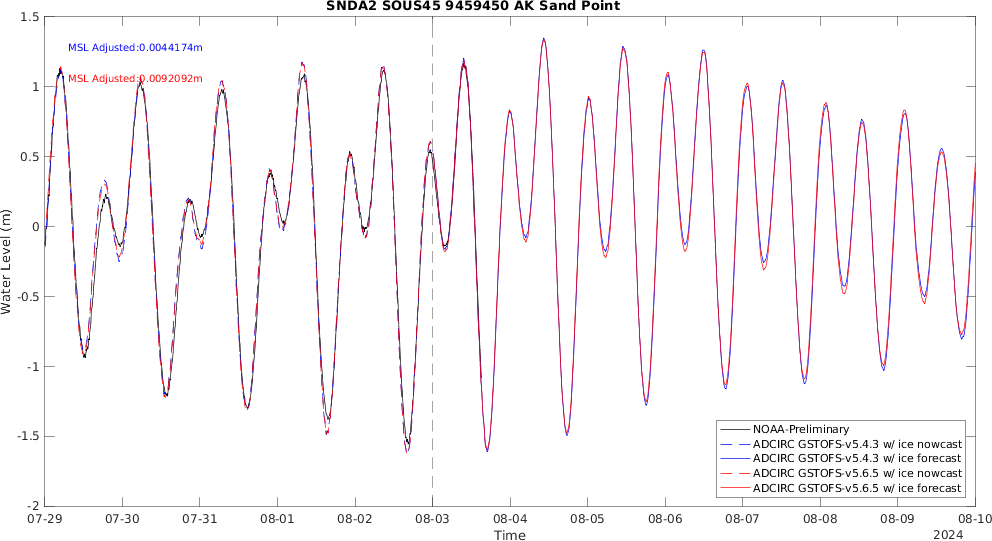 SNDA2 SOUS45 9459450 AK Sand Point
MSL Adjusted:0.0044174m
MSL Adjusted:0.0092092m
Water Level (m)
1.5
1
0.5
0
-0.5
-1
-1.5
-2
NOAA-Preliminary
ADCIRC GSTOFS-v5.4.3 w/ ice nowcast
ADCIRC GSTOFS-v5.4.3 w/ ice forecast
ADCIRC GSTOFS-v5.6.5 w/ ice nowcast
ADCIRC GSTOFS-v5.6.5 w/ ice forecast
07-29 07-30 07-31 08-01 08-02 08-03 08-04 08-05 08-06 08-07 08-08 08-09 08-10
Time
2024